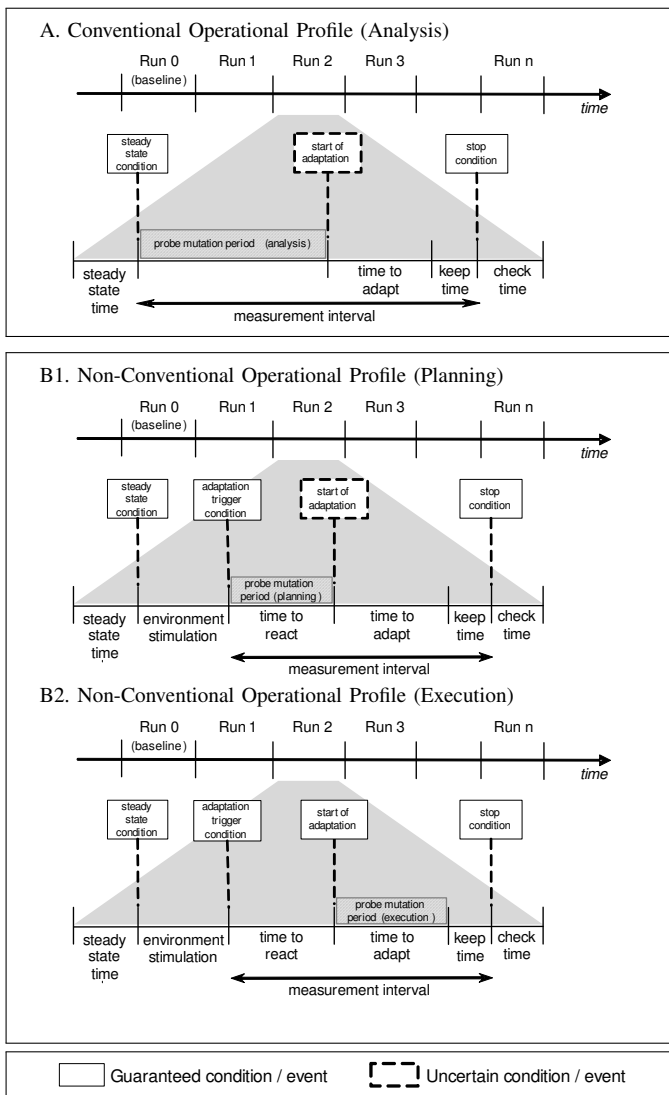 A. Conventional Operational Profile (Analysis)
Run 0 Run 1 Run 2 Run 3 Run n
(baseline)
time
steady
state
condition
start of
adaptation
stop
condition
probe mutation period (analysis)
steady
state
time
time to
adapt
keep
time
check
time
measurement interval
B1. Non-Conventional Operational Profile (Planning)
Run 0 Run 1 Run 2 Run 3 Run n
(baseline)
time
steady
state
condition
adaptation
trigger
condition
start of
adaptation
stop
condition
probe mutation
period (planning)
steady
state
time
environment
stimulation
time to
react
time to
adapt
keep
time
check
time
measurement interval
B2. Non-Conventional Operational Profile (Execution)
Run 0 Run 1 Run 2 Run 3 Run n
(baseline)
time
steady
state
condition
adaptation
trigger
condition
start of
adaptation
stop
condition
probe mutation
period (execution)
steady
state
time
environment
stimulation
time to
react
time to
adapt
keep
time
check
time
measurement interval
Guaranteed condition / event
Uncertain condition / event